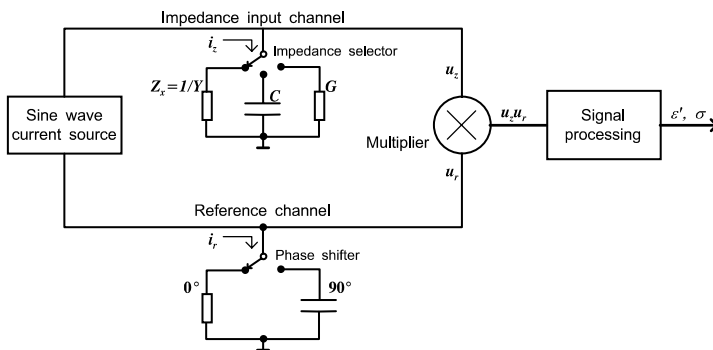 Impedance input channel
i_z
Impedance selector
Z_x=1/Y
C
G
u_z
Sine wave
current source
Multiplier
u_z u_r
Signal
processing
ε′, σ
u_r
Reference channel
i_r
Phase shifter
0°
90°